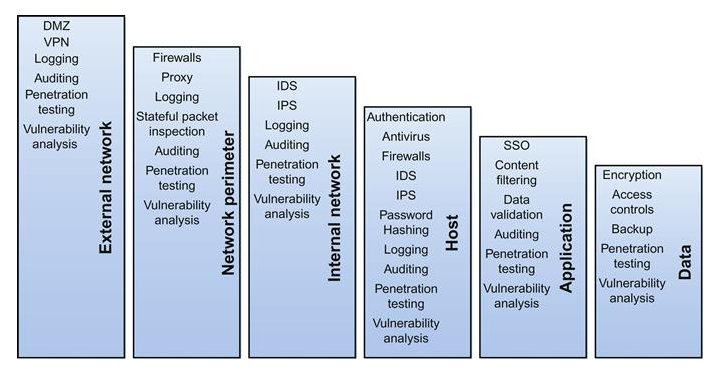 DMZ
VPN
Logging
Auditing
Penetration
testing
Vulnerability
analysis
External network
Firewalls
Proxy
Logging
Stateful packet
inspection
Auditing
Penetration
testing
Vulnerability
analysis
Network perimeter
IDS
IPS
Logging
Auditing
Penetration
testing
Vulnerability
analysis
Internal network
Authentication
Antivirus
Firewalls
IDS
IPS
Password
Hashing
Logging
Auditing
Penetration
testing
Vulnerability
analysis
Host
SSO
Content
filtering
Data
validation
Auditing
Penetration
testing
Vulnerability
analysis
Application
Encryption
Access
controls
Backup
Penetration
testing
Vulnerability
analysis
Data